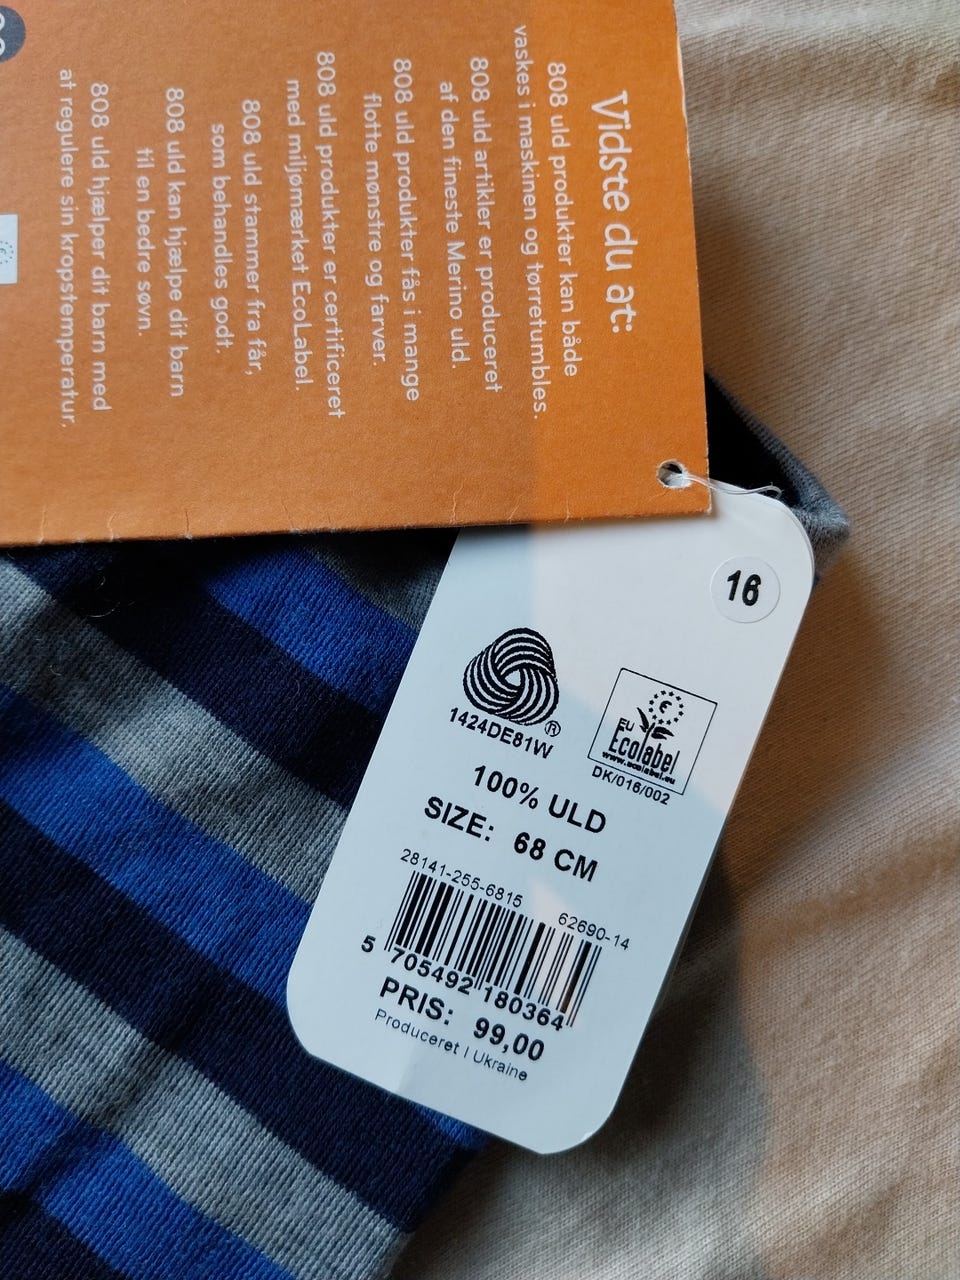 Vidste du at:
808 uld produkter kan både
vaskes i maskinen og tørretumbles.
808 uld artikler er produceret
af den fineste Merino uld.
808 uld produkter fås i mange
flotte mønstre og farver.
808 uld produkter er certificeret
med miljømærket EcoLabel.
808 uld stammer fra får,
som behandles godt.
808 uld kan hjælpe dit barn
til en bedre søvn.
808 uld hjælper dit barn med
at regulere sin kropstemperatur.
16
1424DE81W ®
EU
Ecolabel
www.ecolabel.eu
DK/016/002
100% ULD
SIZE: 68 CM
28141-255-6815 62690-14
5 705492 180364
PRIS: 99,00
Produceret I Ukraine